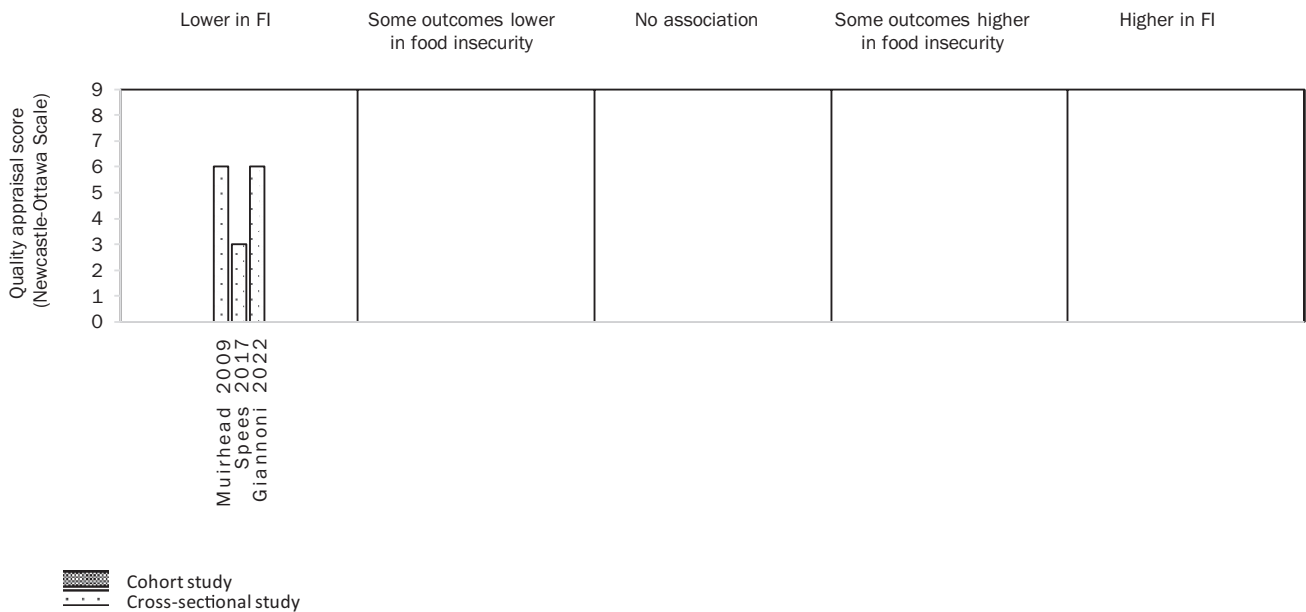 Lower in FI
Some outcomes lower
in food insecurity
No association
Some outcomes higher
in food insecurity
Higher in FI
Quality appraisal score
(Newcastle-Ottawa Scale)
9
8
7
6
5
4
3
2
1
0
Muirhead 2009
Spees 2017
Giannoni 2022
Cohort study
Cross-sectional study